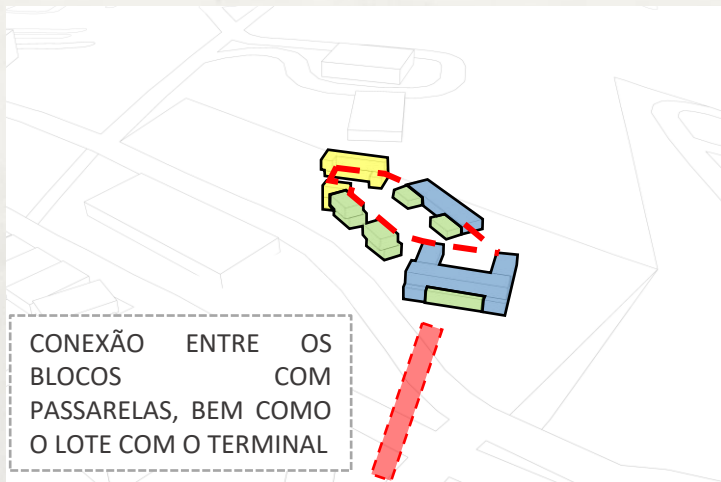 CONEXÃO ENTRE OS
BLOCOS COM
PASSARELAS, BEM COMO
O LOTE COM O TERMINAL